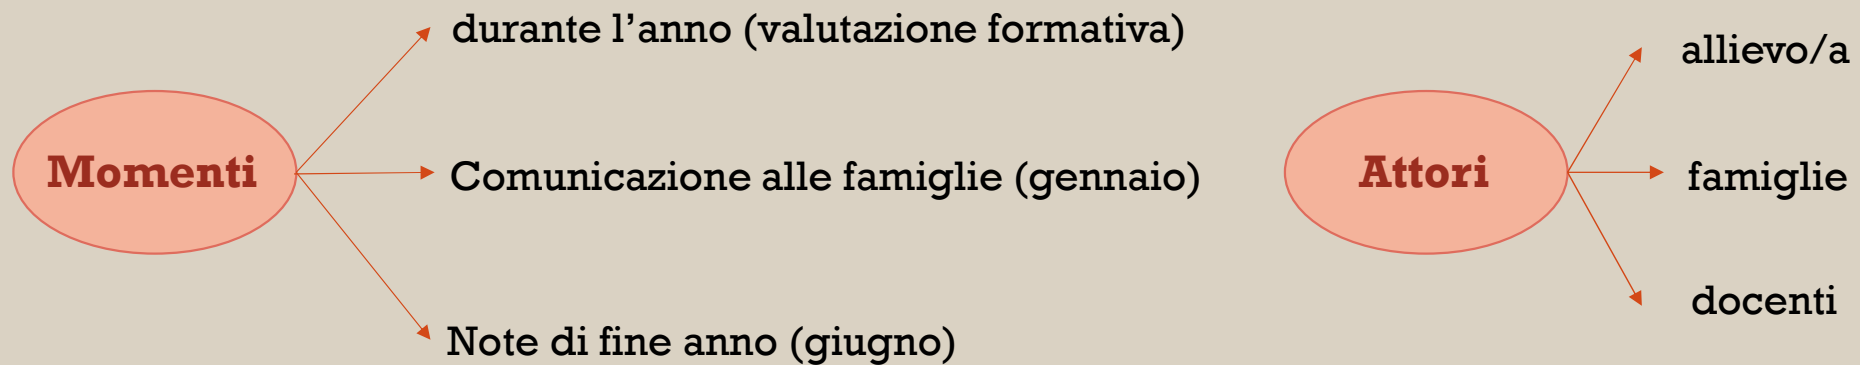 Momenti
durante l’anno (valutazione formativa)
Comunicazione alle famiglie (gennaio)
Note di fine anno (giugno)
Attori
allievo/a
famiglie
docenti